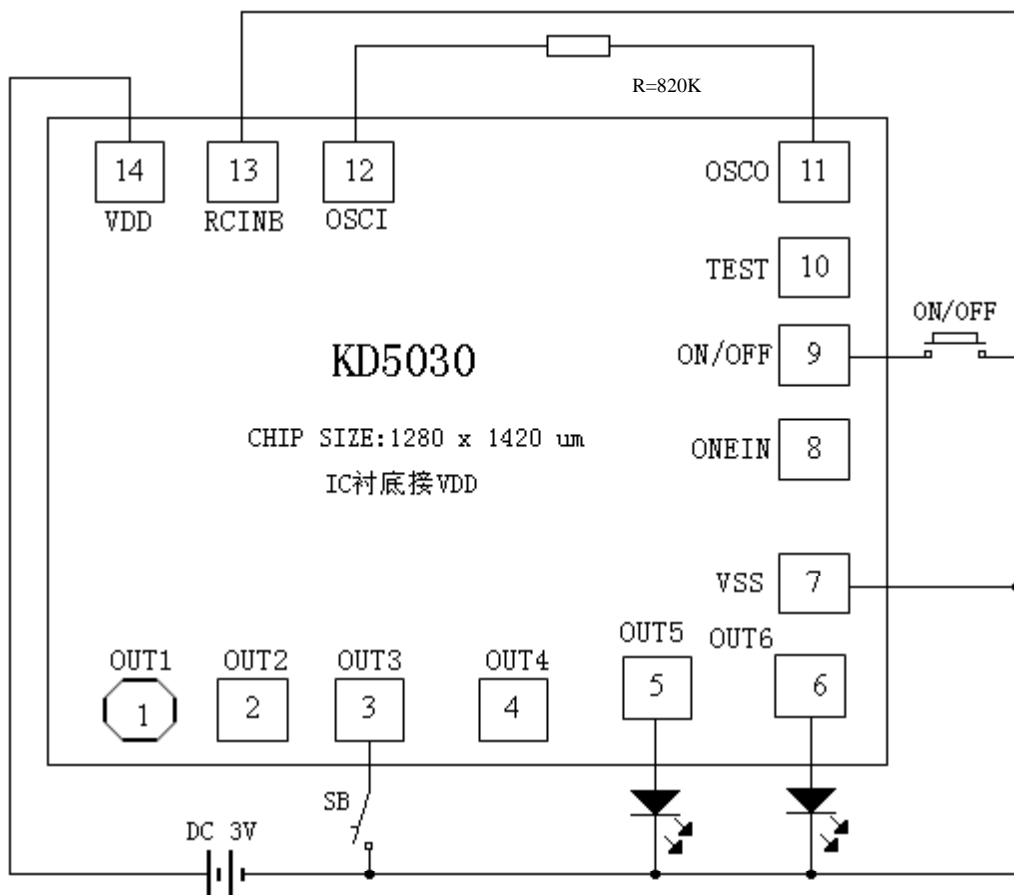 R=820K
14
13
12
OSCO 11
VDD
RCINB
OSCI
TEST 10
ON/OFF
ON/OFF 9
KD5030
CHIP SIZE:1280 x 1420 um
ONEIN 8
IC衬底接VDD
VSS 7
OUT1
OUT2
OUT3
OUT4
OUT5
OUT6
1
2
3
4
5
6
SB
DC 3V